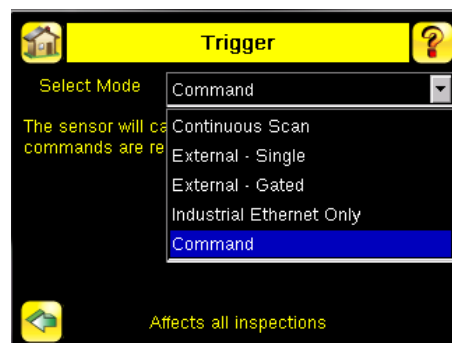 Trigger
?
Select Mode Command
The sensor will ca
commands are re
Continuous Scan
External - Single
External - Gated
Industrial Ethernet Only
Command
Affects all inspections